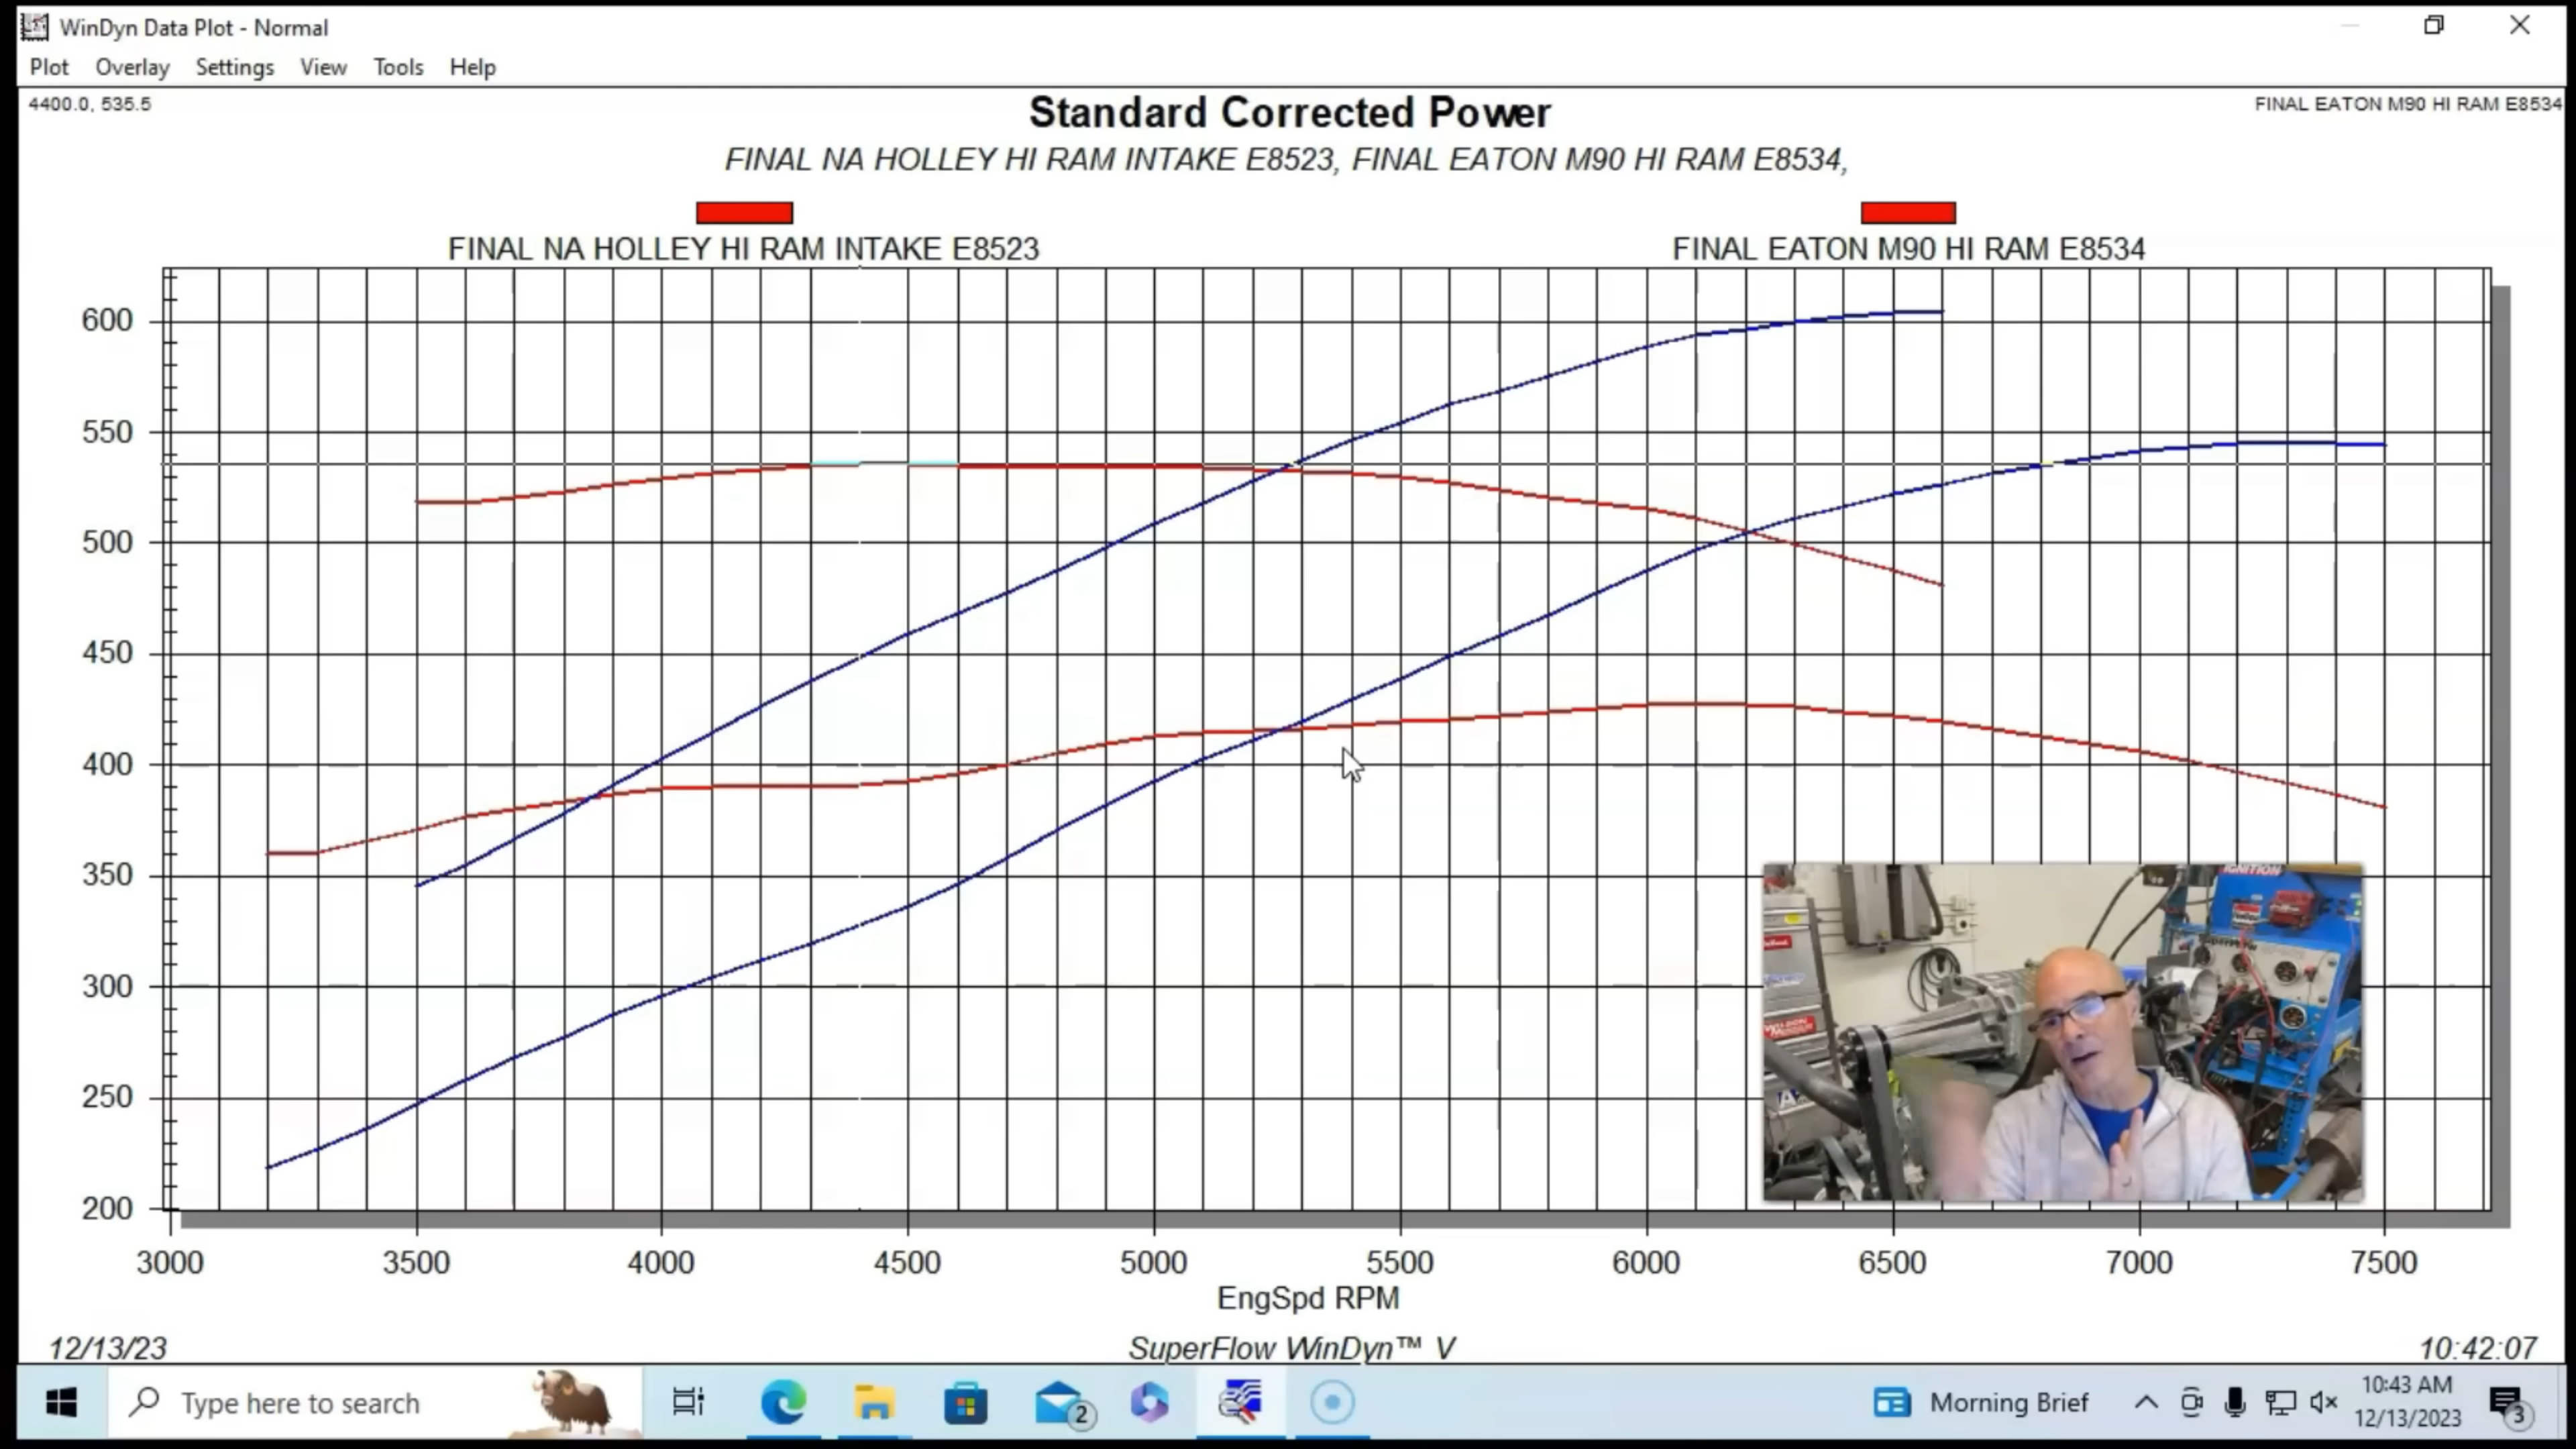 WinDyn Data Plot - Normal
Plot Overlay Settings View Tools Help
4400.0, 535.5
Standard Corrected Power
FINAL EATON M90 HI RAM E8534
FINAL NA HOLLEY HI RAM INTAKE E8523, FINAL EATON M90 HI RAM E8534,
FINAL NA HOLLEY HI RAM INTAKE E8523
FINAL EATON M90 HI RAM E8534
600
550
500
450
400
350
300
250
200
3000 3500 4000 4500 5000 5500 6000 6500 7000 7500
EngSpd RPM
IGNITION
12/13/23
SuperFlow WinDyn™ V
10:42:07
Type here to search
2
Morning Brief
10:43 AM
12/13/2023
3